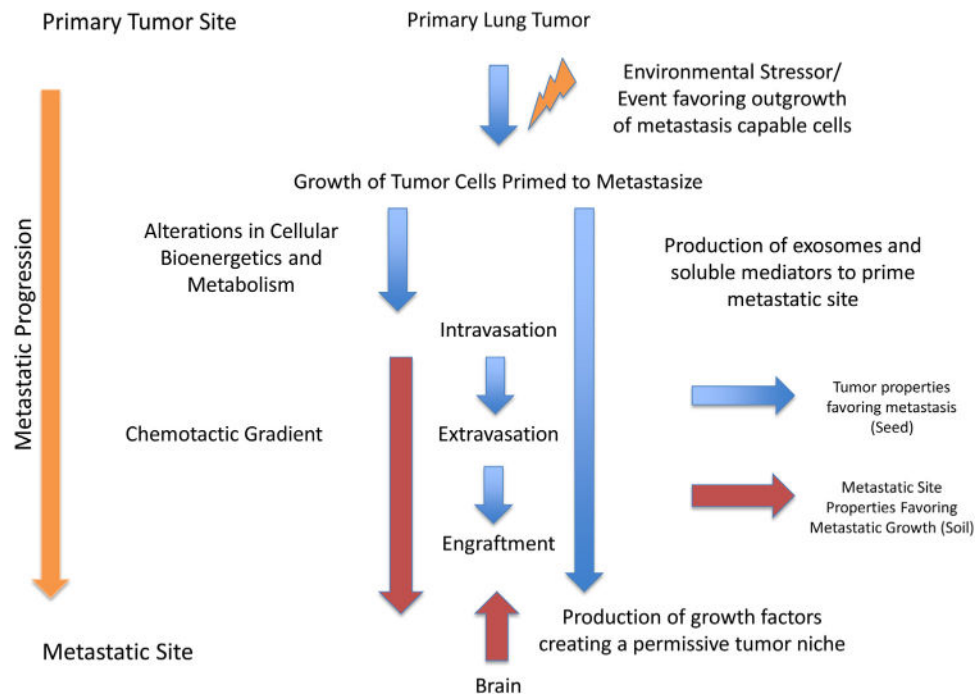 Primary Tumor Site
Primary Lung Tumor
Environmental Stressor/
Event favoring outgrowth
of metastasis capable cells
Growth of Tumor Cells Primed to Metastasize
Metastatic Progression
Alterations in Cellular
Bioenergetics and
Metabolism
Production of exosomes and
soluble mediators to prime
metastatic site
Intravasation
Tumor properties
favoring metastasis
(Seed)
Chemotactic Gradient
Extravasation
Metastatic Site
Properties Favoring
Metastatic Growth (Soil)
Engraftment
Production of growth factors
creating a permissive tumor niche
Metastatic Site
Brain